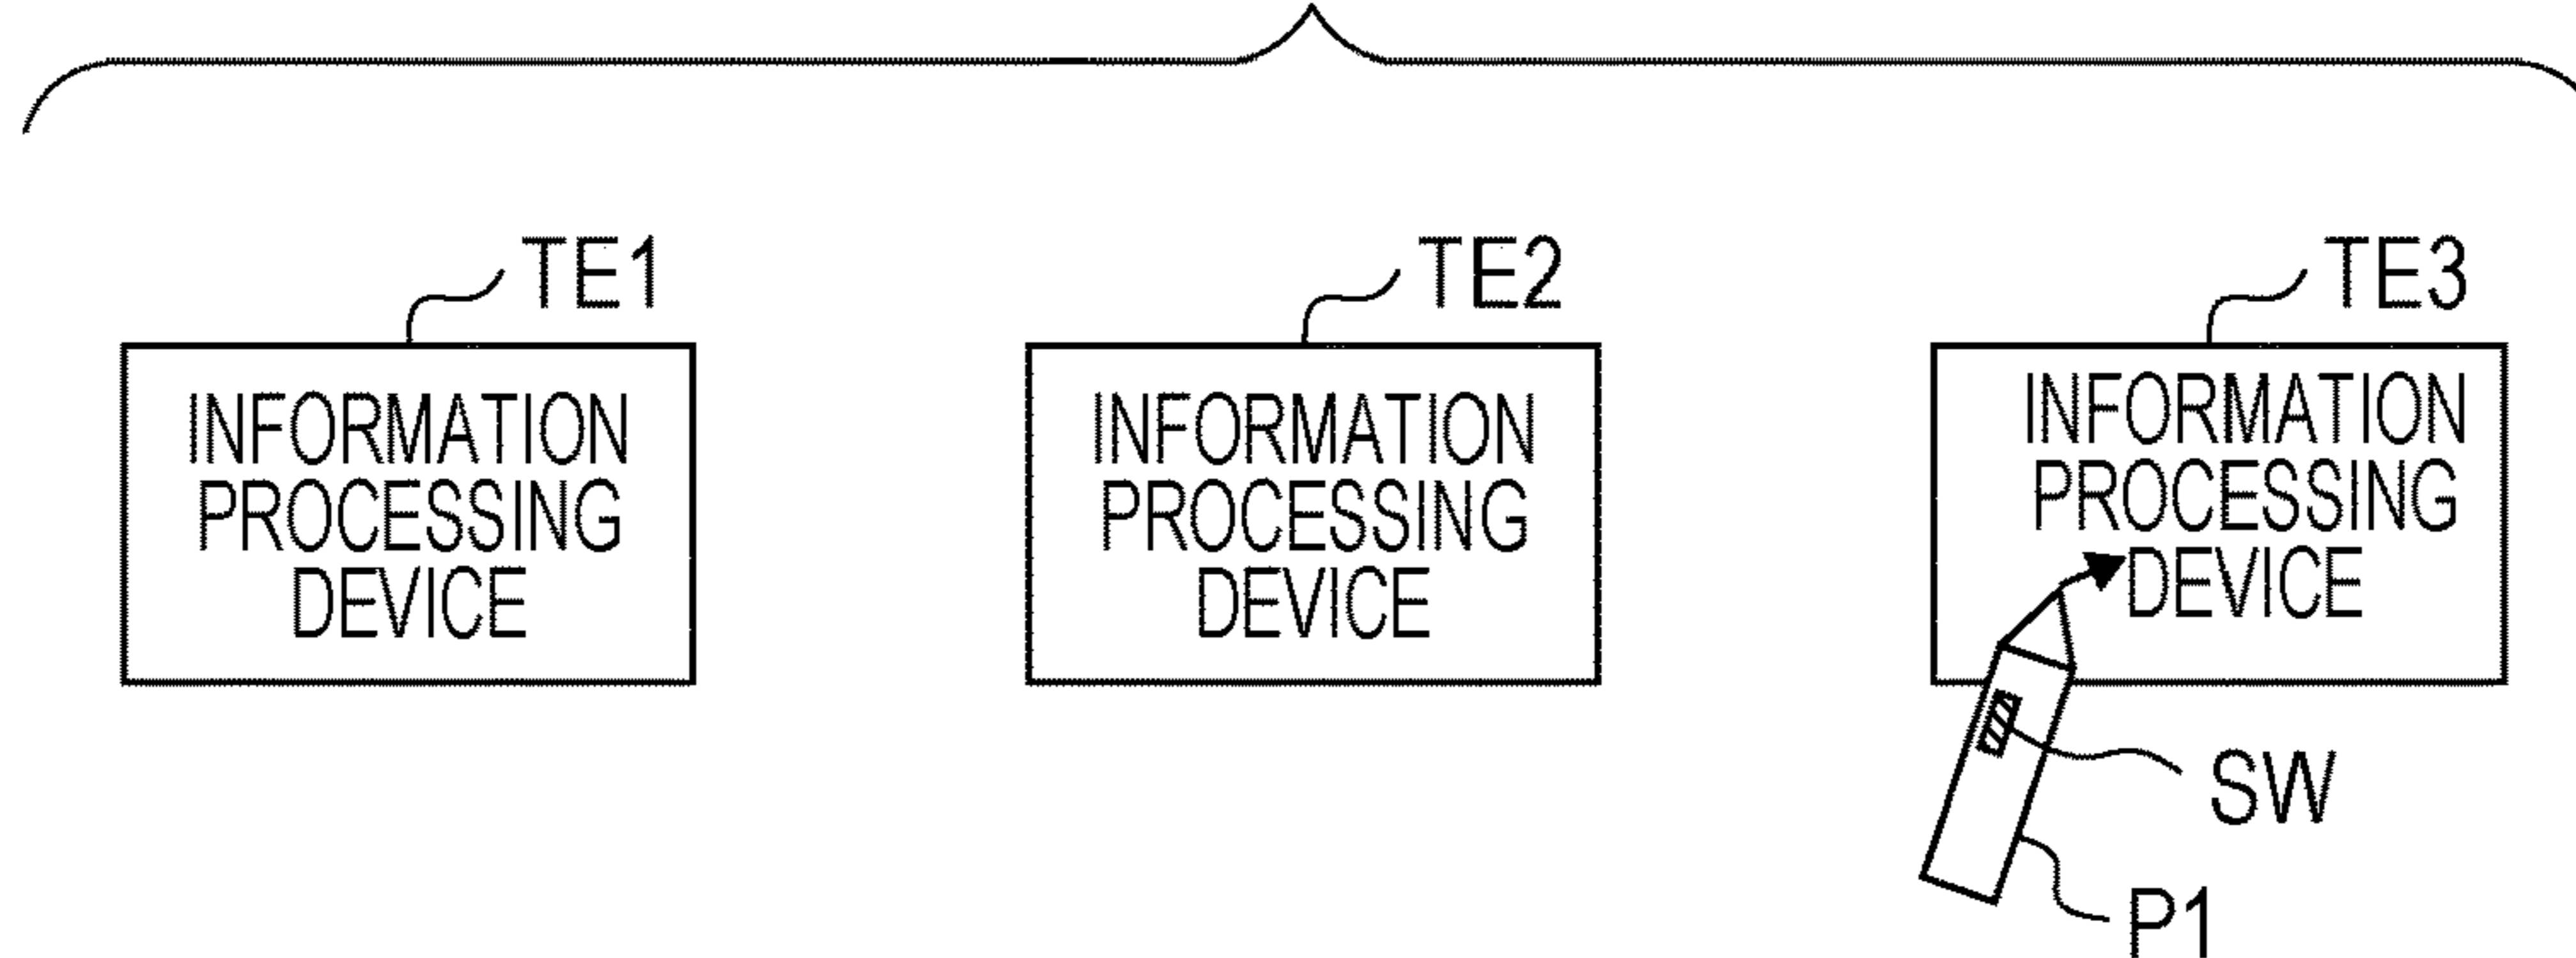 TE1
INFORMATION
PROCESSING
DEVICE
TE2
INFORMATION
PROCESSING
DEVICE
TE3
INFORMATION
PROCESSING
DEVICE
SW
P1